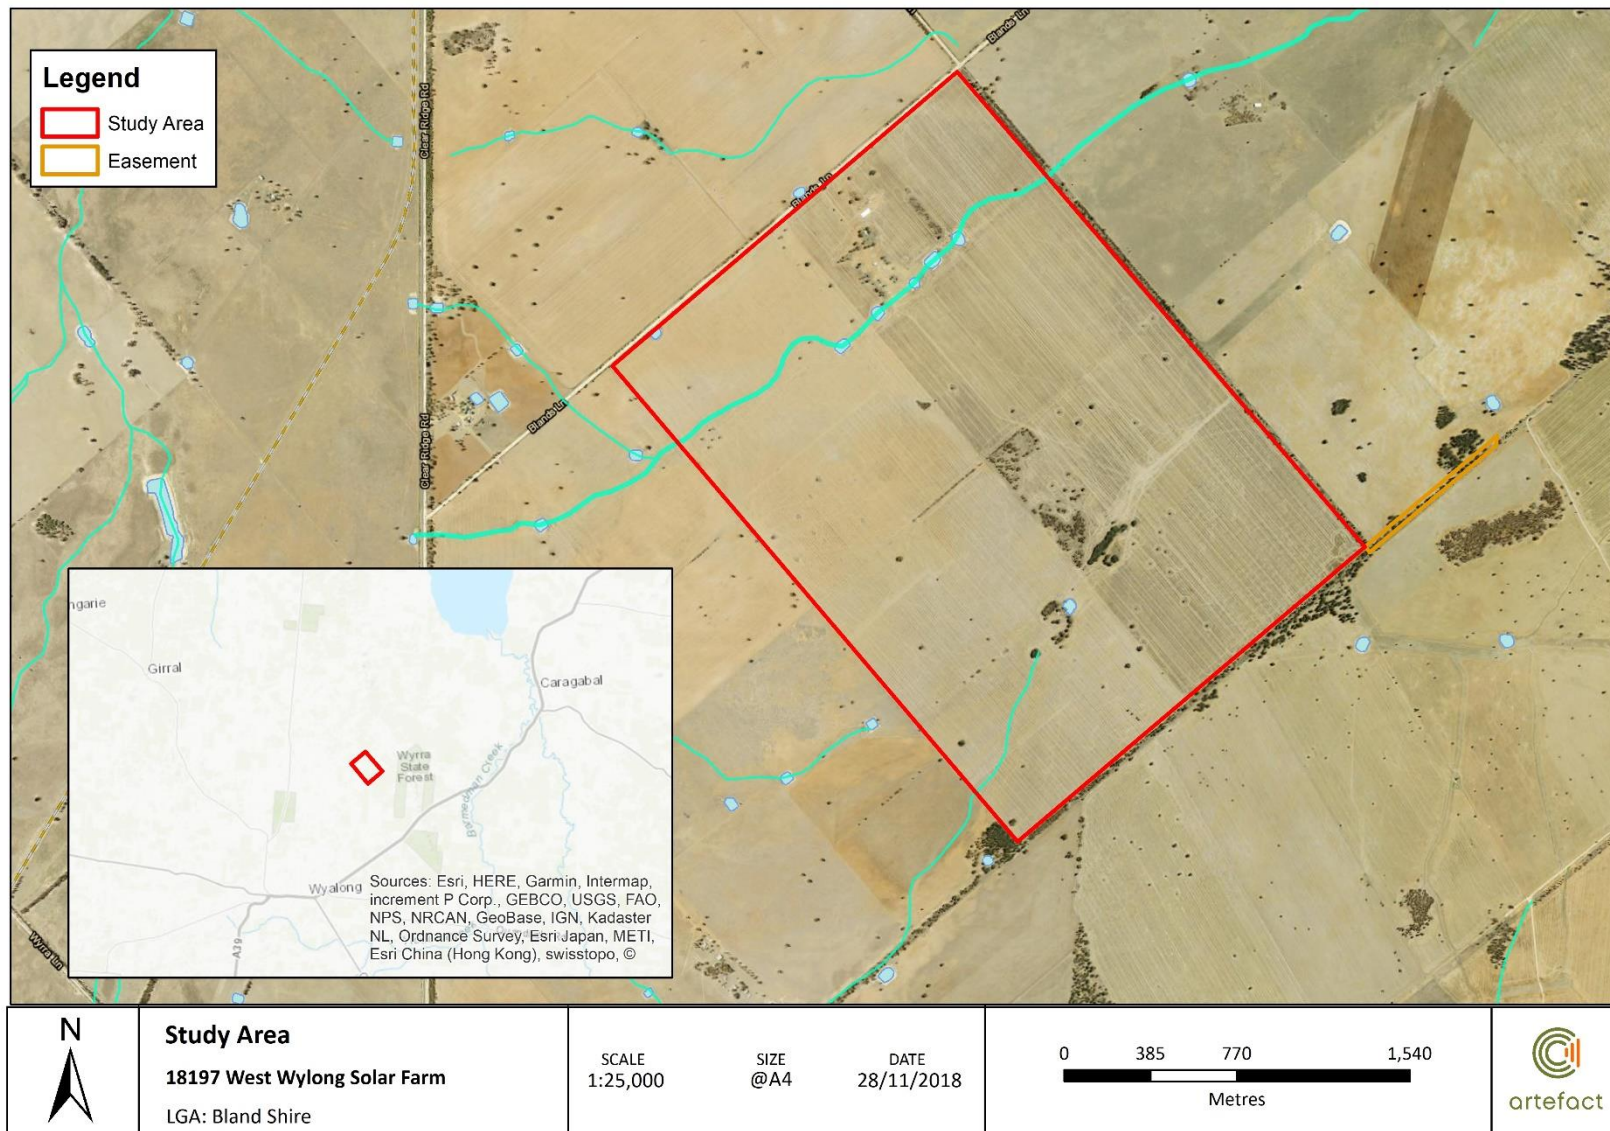 Blands Ln
Legend
Study Area
Easement
Clear Ridge Rd
Blands Ln
Blands Ln
Clear Ridge Rd
ngarie
Girral
Caragabal
Wyrra
State
Forest
Bormedman Creek
Wyalong
A39
Sources: Esri, HERE, Garmin, Intermap,
increment P Corp., GEBCO, USGS, FAO,
NPS, NRCAN, GeoBase, IGN, Kadaster
NL, Ordnance Survey, Esri Japan, METI,
Esri China (Hong Kong), swisstopo, ©
Wyrra Ln
N
Study Area
18197 West Wylong Solar Farm
LGA: Bland Shire
SCALE
1:25,000
SIZE
@A4
DATE
28/11/2018
0 385 770 1,540
Metres
artefact